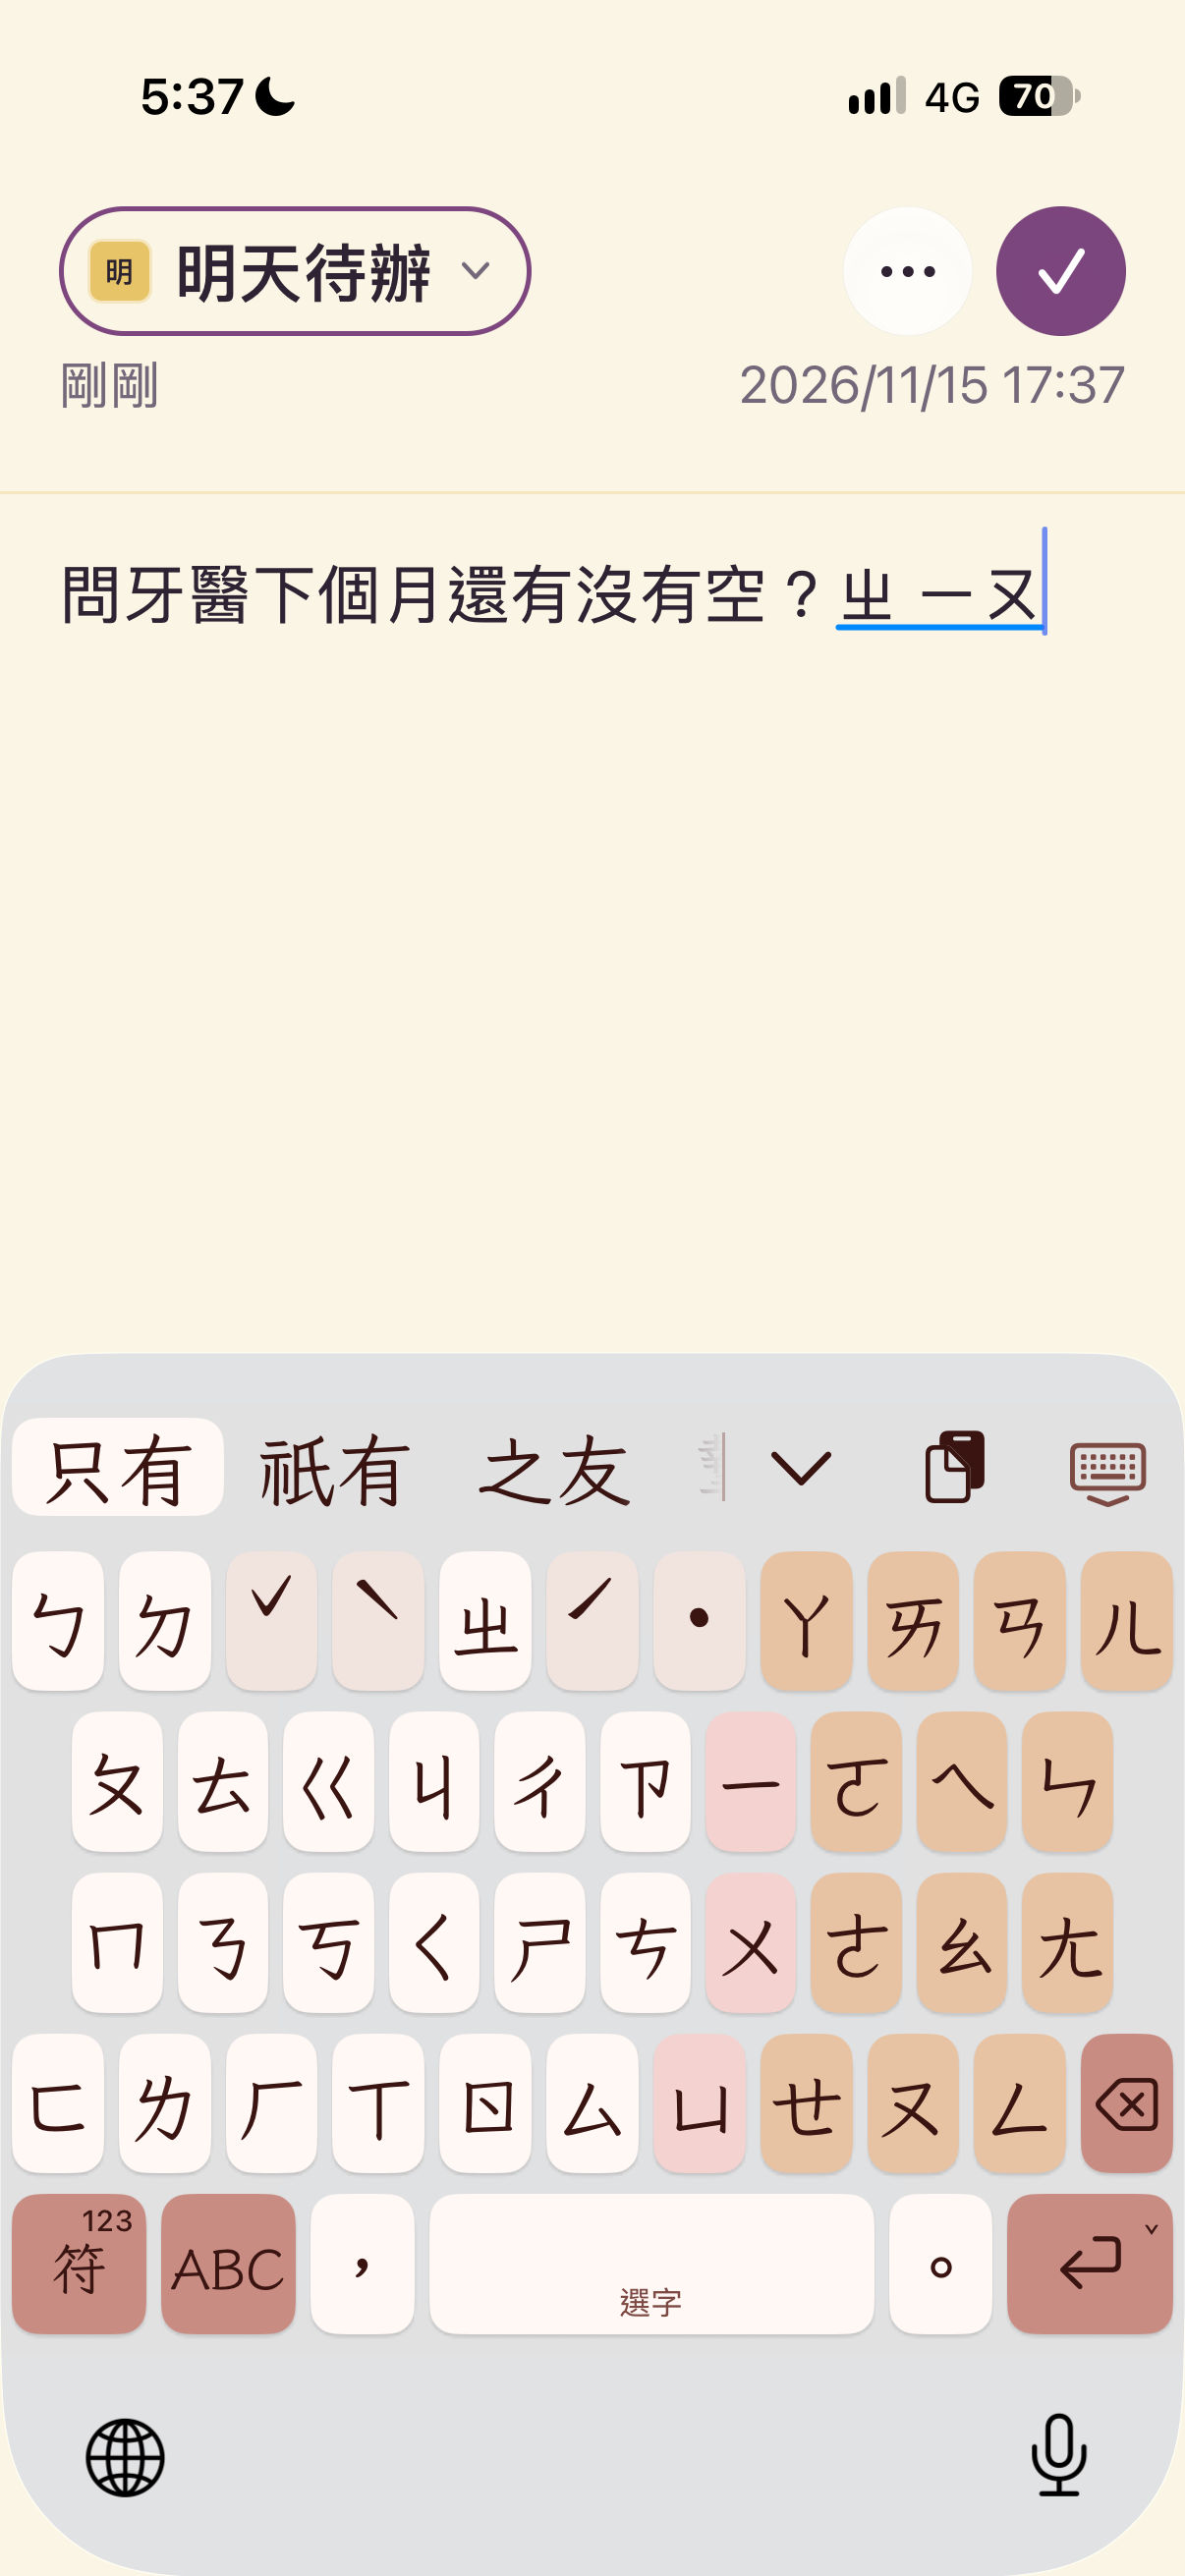 5:37 4G 70
明 明天待辦
剛剛 2026/11/15 17:37
問牙醫下個月還有沒有空？ㄓ ㄧㄡ
只有 祇有 之友
ㄅ ㄉ ˇ ˋ ㄓ ˊ ˙ ㄚ ㄞ ㄢ ㄦ
ㄆ ㄊ ㄍ ㄐ ㄔ ㄗ ㄧ ㄛ ㄟ ㄣ
ㄇ ㄋ ㄎ ㄑ ㄕ ㄘ ㄨ ㄜ ㄠ ㄤ
ㄈ ㄌ ㄏ ㄒ ㄖ ㄙ ㄩ ㄝ ㄡ ㄥ
123
符 ABC ， 選字 。